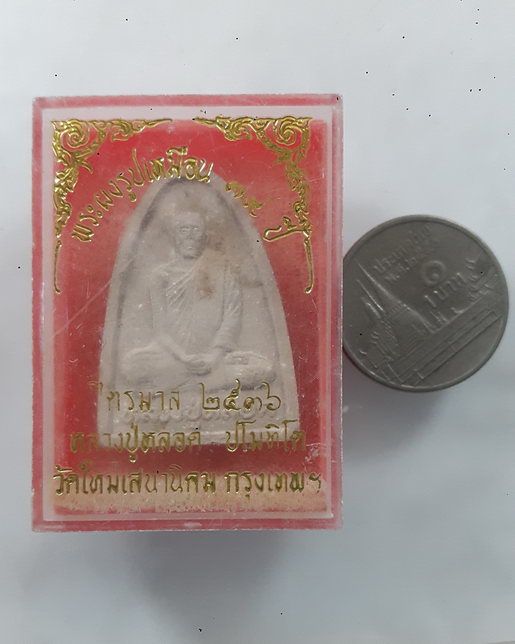 พระผงรูปเหมือน ๗๕ ปี
ไตรมาส ๒๕๓๖
หลวงปู่หลอด ปโมทิโต
วัดใหม่เสนานิคม กรุงเทพฯ
ประเทศไทย
๑
บาท